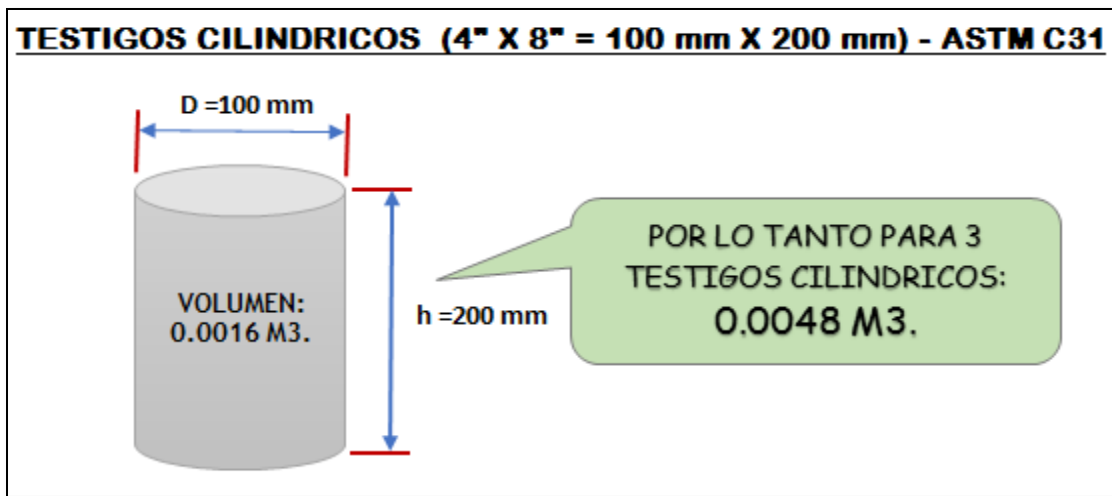 TESTIGOS CILINDRICOS (4" X 8" = 100 mm X 200 mm) - ASTM C31
D =100 mm
VOLUMEN:
0.0016 M3.
h =200 mm
POR LO TANTO PARA 3
TESTIGOS CILINDRICOS:
0.0048 M3.